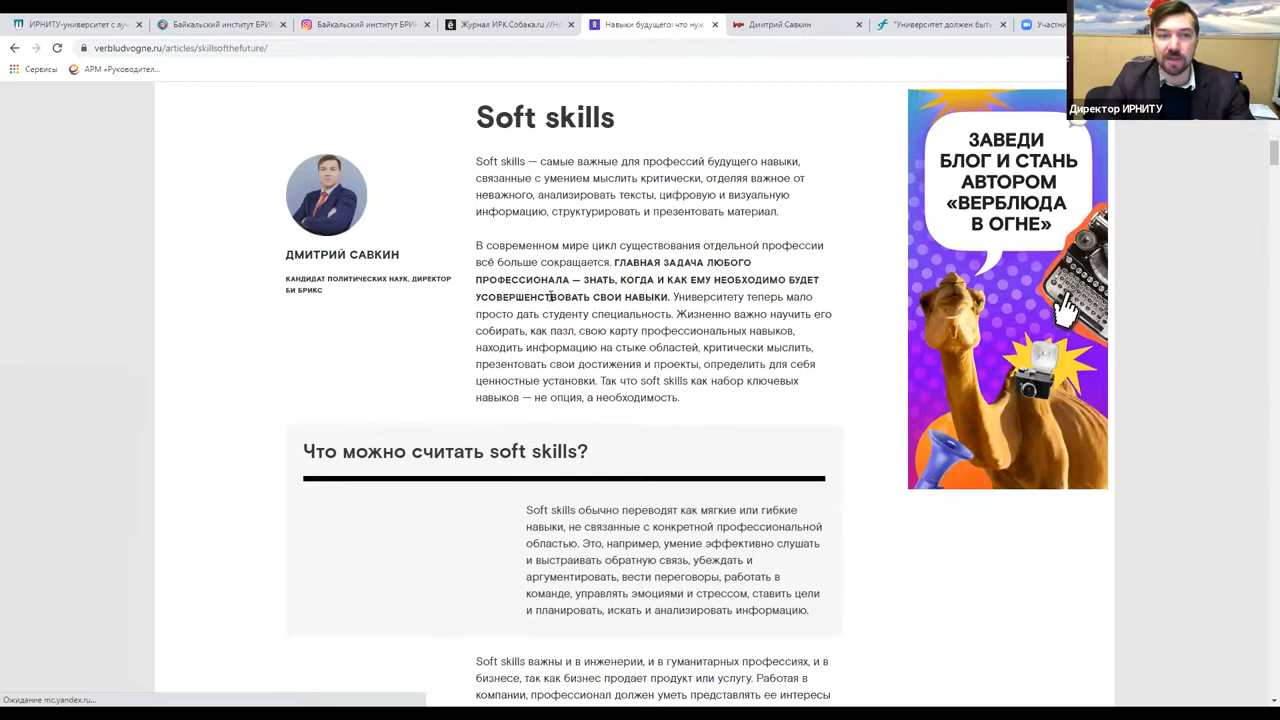 ИРНИТУ-университет с луч
Байкальский институт БРИК
Байкальский институт БРИ
Журнал ИРК.Собака.ru // Но
Навыки будущего: что нуж
Дмитрий Савкин
"Университет должен быть
Участни
verbludvogne.ru/articles/skillsofthefuture/
Сервисы
АРМ «Руководител...
Директор ИРНИТУ
Soft skills
Soft skills — самые важные для профессий будущего навыки,
связанные с умением мыслить критически, отделяя важное от
неважного, анализировать тексты, цифровую и визуальную
информацию, структурировать и презентовать материал.
ДМИТРИЙ САВКИН
КАНДИДАТ ПОЛИТИЧЕСКИХ НАУК, ДИРЕКТОР
БИ БРИКС
В современном мире цикл существования отдельной профессии
всё больше сокращается. ГЛАВНАЯ ЗАДАЧА ЛЮБОГО
ПРОФЕССИОНАЛА — ЗНАТЬ, КОГДА И КАК ЕМУ НЕОБХОДИМО БУДЕТ
УСОВЕРШЕНСТВОВАТЬ СВОИ НАВЫКИ. Университету теперь мало
просто дать студенту специальность. Жизненно важно научить его
собирать, как пазл, свою карту профессиональных навыков,
находить информацию на стыке областей, критически мыслить,
презентовать свои достижения и проекты, определить для себя
ценностные установки. Так что soft skills как набор ключевых
навыков — не опция, а необходимость.
ЗАВЕДИ
БЛОГ И СТАНЬ
АВТОРОМ
«ВЕРБЛЮДА
В ОГНЕ»
Что можно считать soft skills?
Soft skills обычно переводят как мягкие или гибкие
навыки, не связанные с конкретной профессиональной
областью. Это, например, умение эффективно слушать
и выстраивать обратную связь, убеждать и
аргументировать, вести переговоры, работать в
команде, управлять эмоциями и стрессом, ставить цели
и планировать, искать и анализировать информацию.
Soft skills важны и в инженерии, и в гуманитарных профессиях, и в
бизнесе, так как бизнес продает продукт или услугу. Работая в
компании, профессионал должен уметь представлять ее интересы
Ожидание mc.yandex.ru...